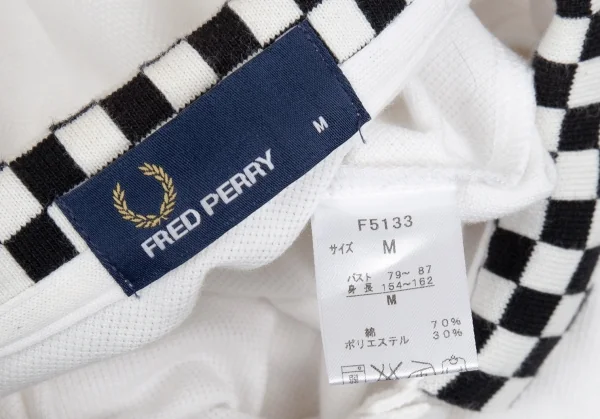 FRED PERRY
M
F5133
サイズ M
バスト 79~ 87
身長 154~162
M
綿 70%
ポリエステル 30%